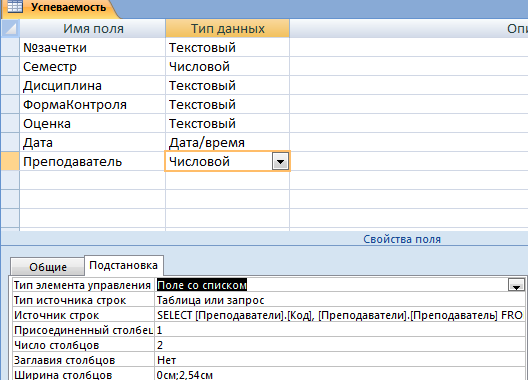 Успеваемость
Имя поля Тип данных Опи
№зачетки Текстовый
Семестр Числовой
Дисциплина Текстовый
ФормаКонтроля Текстовый
Оценка Текстовый
Дата Дата/время
Преподаватель Числовой
Свойства поля
Общие Подстановка
Тип элемента управления Поле со списком
Тип источника строк Таблица или запрос
Источник строк SELECT [Преподаватели].[Код], [Преподаватели].[Преподаватель] FRO
Присоединенный столбец 1
Число столбцов 2
Заглавия столбцов Нет
Ширина столбцов 0см;2,54см